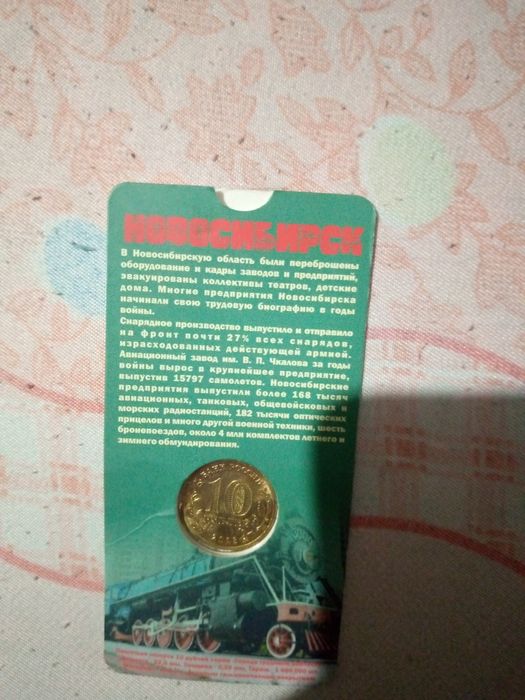 НОВОСИБИРСК
В Новосибирскую область были переброшены
оборудование и кадры заводов и предприятий,
эвакуированы коллективы театров, детские
дома. Многие предприятия Новосибирска
начинали свою трудовую биографию в годы
войны.
Снарядное производство выпустило и отправило
на фронт почти 27% всех снарядов,
израсходованных действующей армией.
Авиационный завод им. В. П. Чкалова за годы
войны вырос в крупнейшее предприятие,
выпустив 15797 самолетов. Новосибирские
предприятия выпустили более 168 тысяч
авиационных, танковых, общевойсковых и
морских радиостанций, 182 тысячи оптических
прицелов и много другой военной техники, шесть
бронепоездов, около 4 млн комплектов летнего и
зимнего обмундирования.
БАНК РОССИИ
10
РУБЛЕЙ